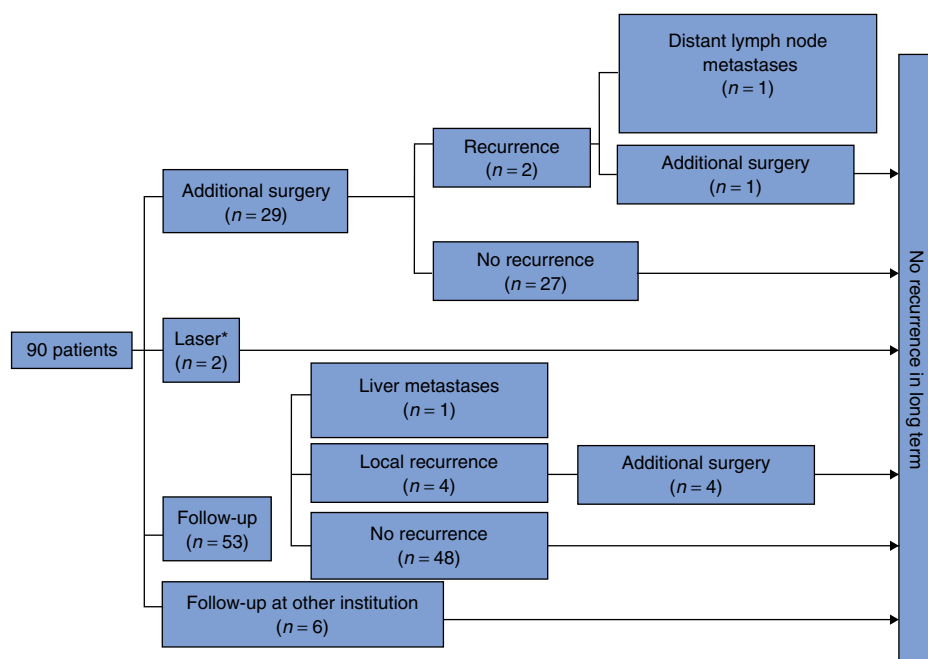 Distant lymph node
metastases
(n = 1)
Recurrence
(n = 2)
Additional surgery
(n = 1)
Additional surgery
(n = 29)
No recurrence
(n = 27)
90 patients
Laser*
(n = 2)
Liver metastases
(n = 1)
Local recurrence
(n = 4)
Additional surgery
(n = 4)
Follow-up
(n = 53)
No recurrence
(n = 48)
Follow-up at other institution
(n = 6)
No recurrence in long term